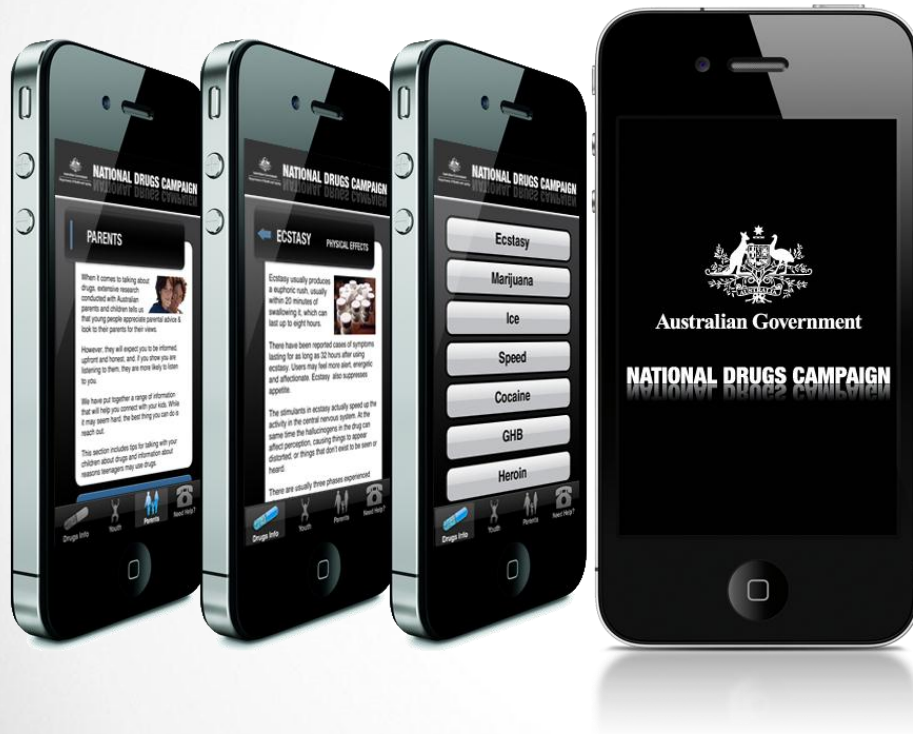 NATIONAL DRUGS CAMPAIGN
PARENTS
When it comes to talking about
drugs, extensive research
conducted with Australian
parents and children tells us
that young people appreciate parental advice &
look to their parents for their views.
However, they will expect you to be informed,
upfront and honest, and, if you show you are
listening to them, they are more likely to listen
to you.
We have put together a range of information
that will help you connect with your kids. While
it may seem hard, the best thing you can do is
reach out.
This section includes tips for talking with your
children about drugs and information about
reasons teenagers may use drugs.
Drugs Info
Youth
Parents
Need Help?
NATIONAL DRUGS CAMPAIGN
ECSTASY
PHYSICAL EFFECTS
Ecstasy usually produces
a euphoric rush, usually
within 20 minutes of
swallowing it, which can
last up to eight hours.
There have been reported cases of symptoms
lasting for as long as 32 hours after using
ecstasy. Users may feel more alert, energetic
and affectionate. Ecstasy also suppresses
appetite.
The stimulants in ecstasy actually speed up the
activity in the central nervous system. At the
same time the hallucinogens in the drug can
affect perception, causing things to appear
distorted, or things that don't exist to be seen or
heard.
There are usually three phases experienced
Drugs Info
Youth
Parents
Need Help?
NATIONAL DRUGS CAMPAIGN
Ecstasy
Marijuana
Ice
Speed
Cocaine
GHB
Heroin
Drugs Info
Youth
Parents
Need Help?
AUSTRALIA
Australian Government
NATIONAL DRUGS CAMPAIGN